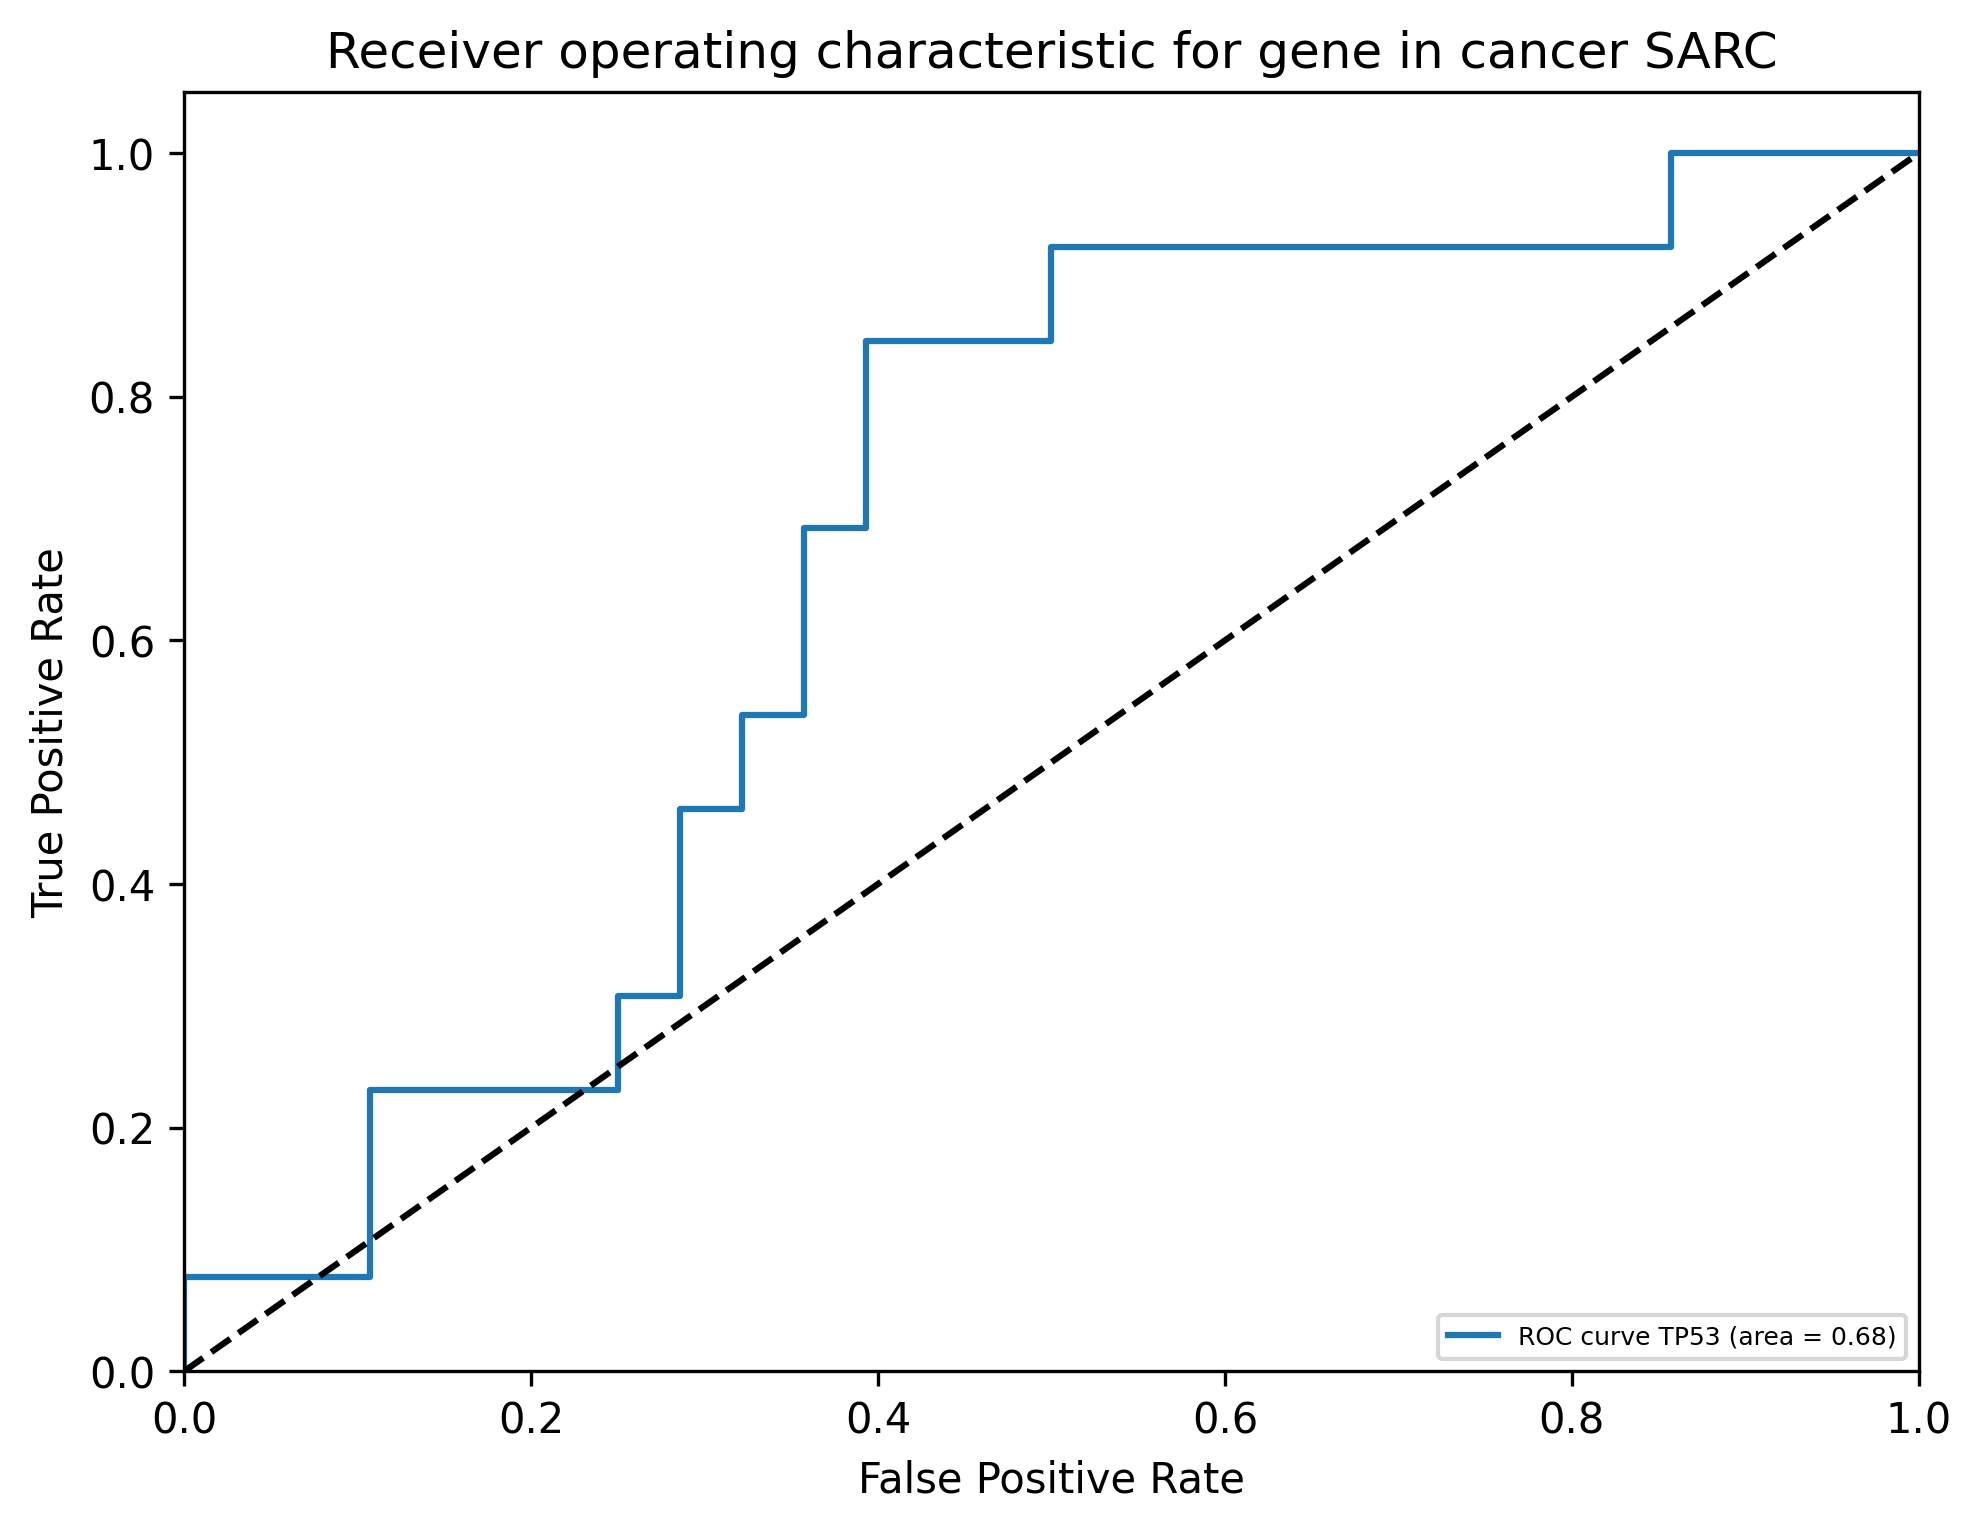 Receiver operating characteristic for gene in cancer SARC
1.0
0.8
0.6
0.4
0.2
0.0
True Positive Rate
ROC curve TP53 (area = 0.68)
0.0 0.2 0.4 0.6 0.8 1.0
False Positive Rate